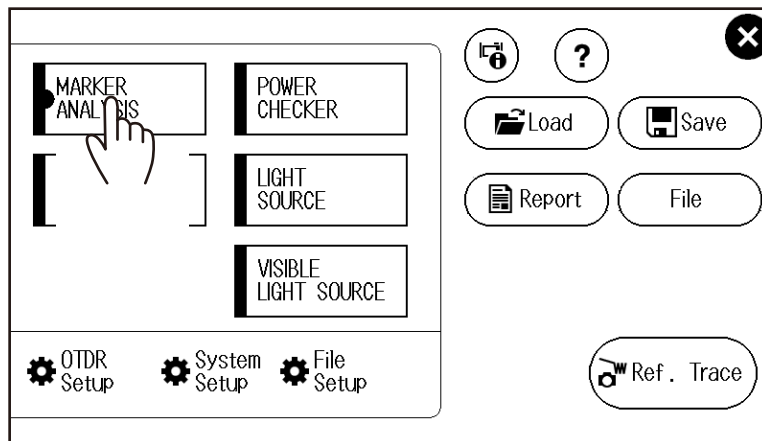 MARKER
ANALYSIS
POWER
CHECKER
LIGHT
SOURCE
VISIBLE
LIGHT SOURCE
OTDR
Setup
System
Setup
File
Setup
?
Load
Save
Report
File
Ref. Trace